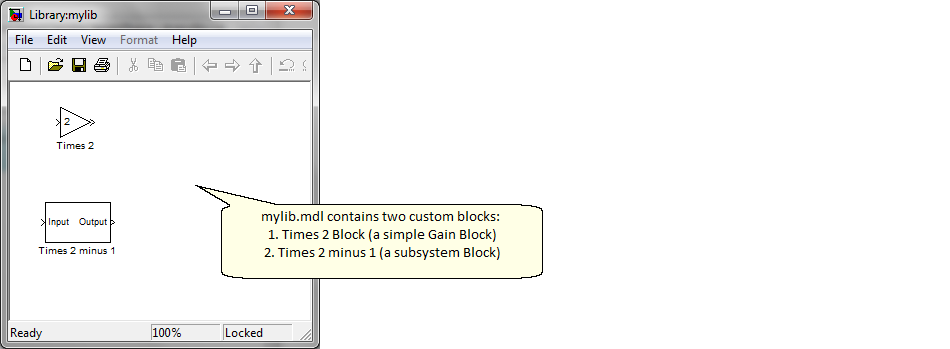 Library:mylib
File Edit View Format Help
2
Times 2
Input Output
Times 2 minus 1
mylib.mdl contains two custom blocks:
1. Times 2 Block (a simple Gain Block)
2. Times 2 minus 1 (a subsystem Block)
Ready 100% Locked